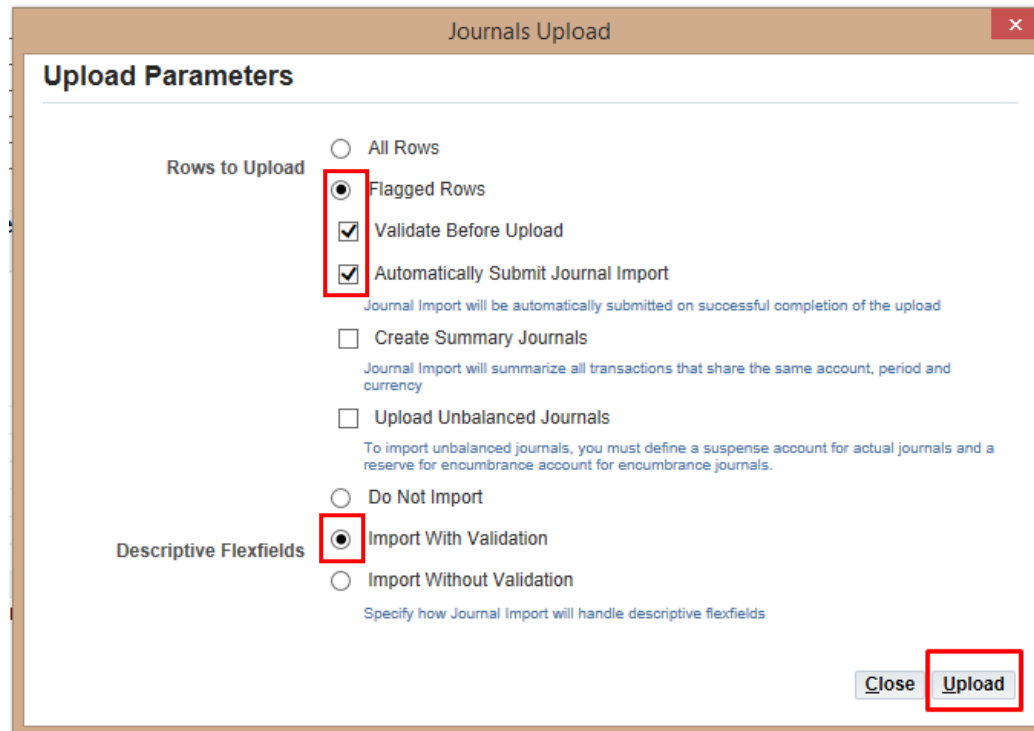 Journals Upload
Upload Parameters
Rows to Upload
All Rows
Flagged Rows
Validate Before Upload
Automatically Submit Journal Import
Journal Import will be automatically submitted on successful completion of the upload
Create Summary Journals
Journal Import will summarize all transactions that share the same account, period and
currency
Upload Unbalanced Journals
To import unbalanced journals, you must define a suspense account for actual journals and a
reserve for encumbrance account for encumbrance journals.
Descriptive Flexfields
Do Not Import
Import With Validation
Import Without Validation
Specify how Journal Import will handle descriptive flexfields
Close Upload